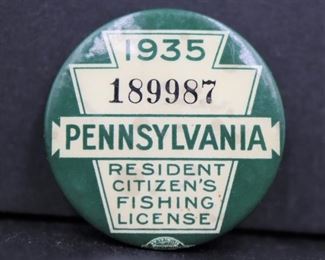 1935
189987
PENNSYLVANIA
RESIDENT
CITIZEN'S
FISHING
LICENSE